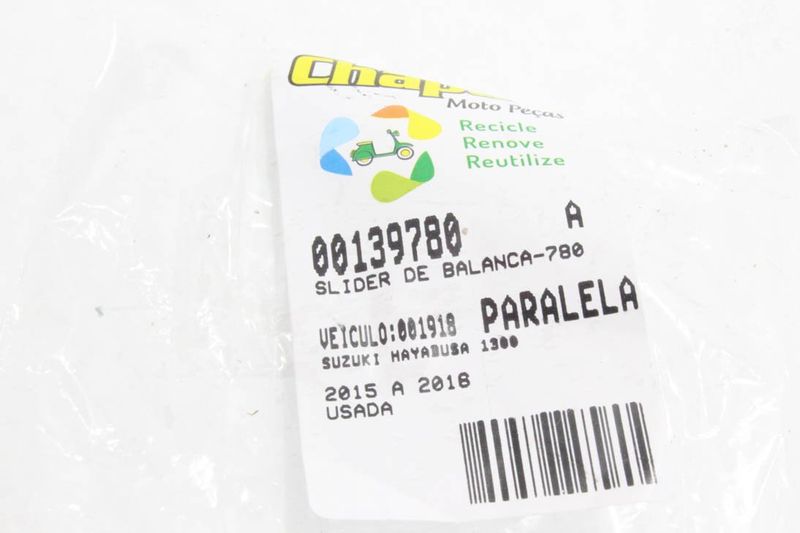 Moto Peças
Recicle
Renove
Reutilize
A
00139780
SLIDER DE BALANCA-780
VEICULO:001918 PARALELA
SUZUKI HAYABUSA 1300
2015 A 2018
USADA